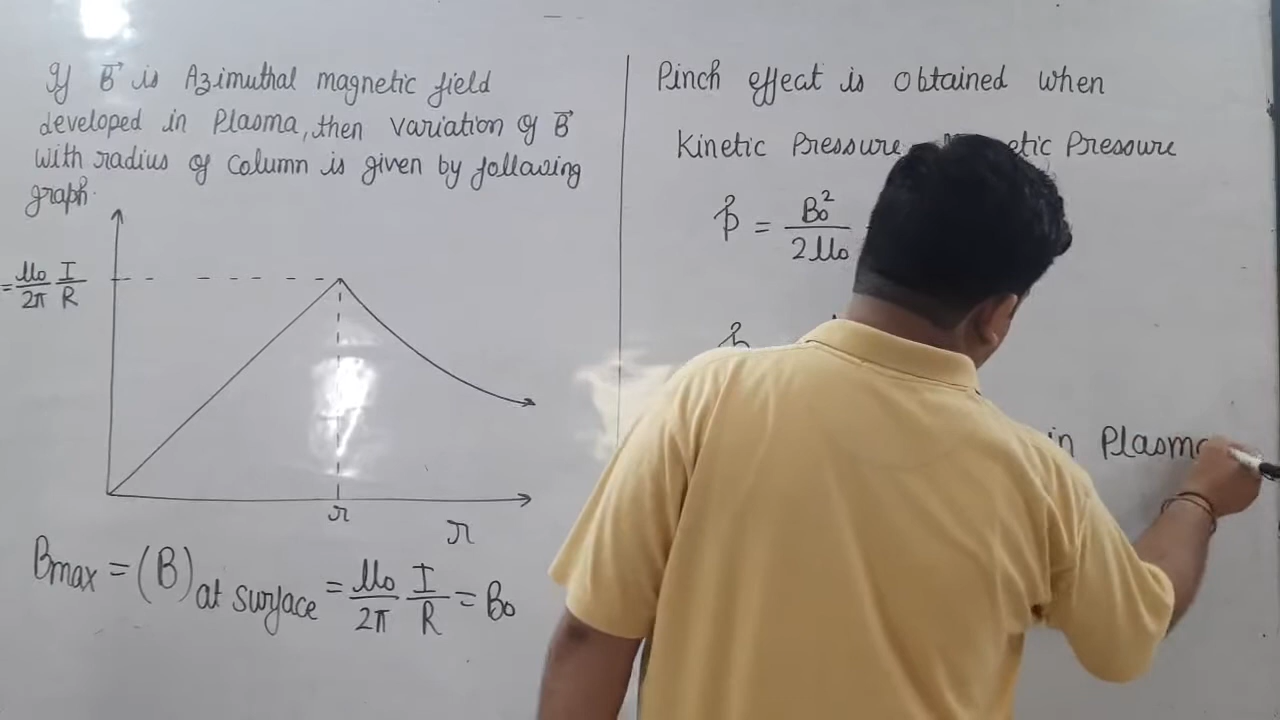 If B⃗ is Azimuthal magnetic field
developed in Plasma, then variation of B⃗
with radius of column is given by following
graph.
= μ₀/2π I/R
r
r
Bmax = (B) at surface = μ₀/2π I/R = B₀
Pinch effect is obtained when
Kinetic Pressure etic Pressure
p = B₀²/2μ₀
in Plasma